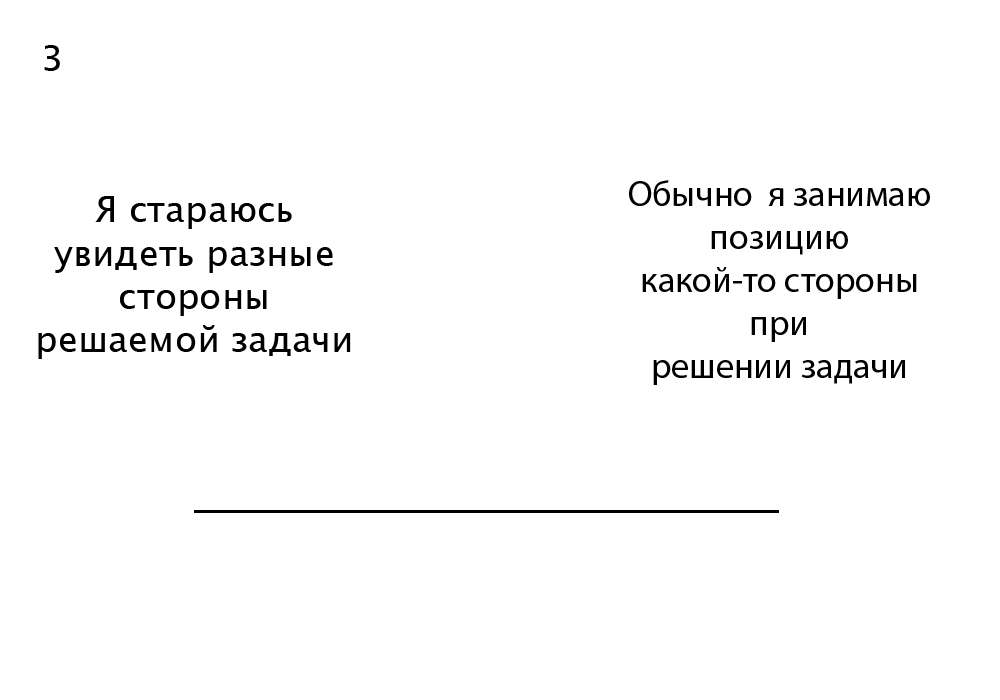 3
Я стараюсь
увидеть разные
стороны
решаемой задачи
Обычно  я занимаю
позицию
какой-то стороны
при
решении задачи